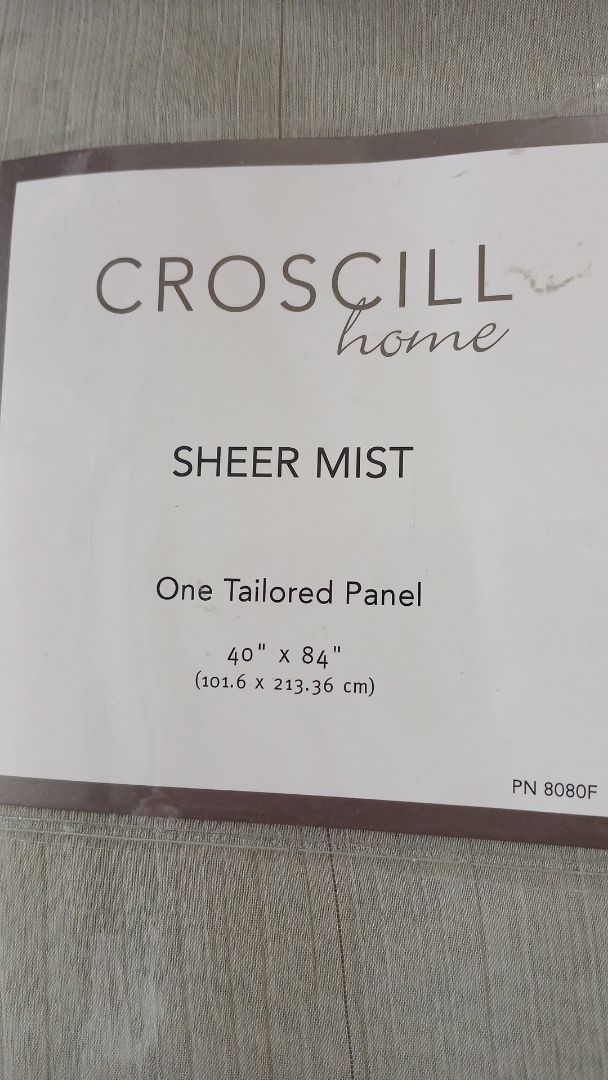 CROSCILL
home
SHEER MIST
One Tailored Panel
40" x 84"
(101.6 x 213.36 cm)
PN 8080F